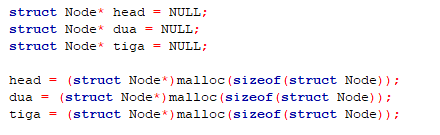 struct Node* head = NULL;
struct Node* dua = NULL;
struct Node* tiga = NULL;
head = (struct Node*)malloc(sizeof(struct Node));
dua = (struct Node*)malloc(sizeof(struct Node));
tiga = (struct Node*)malloc(sizeof(struct Node));